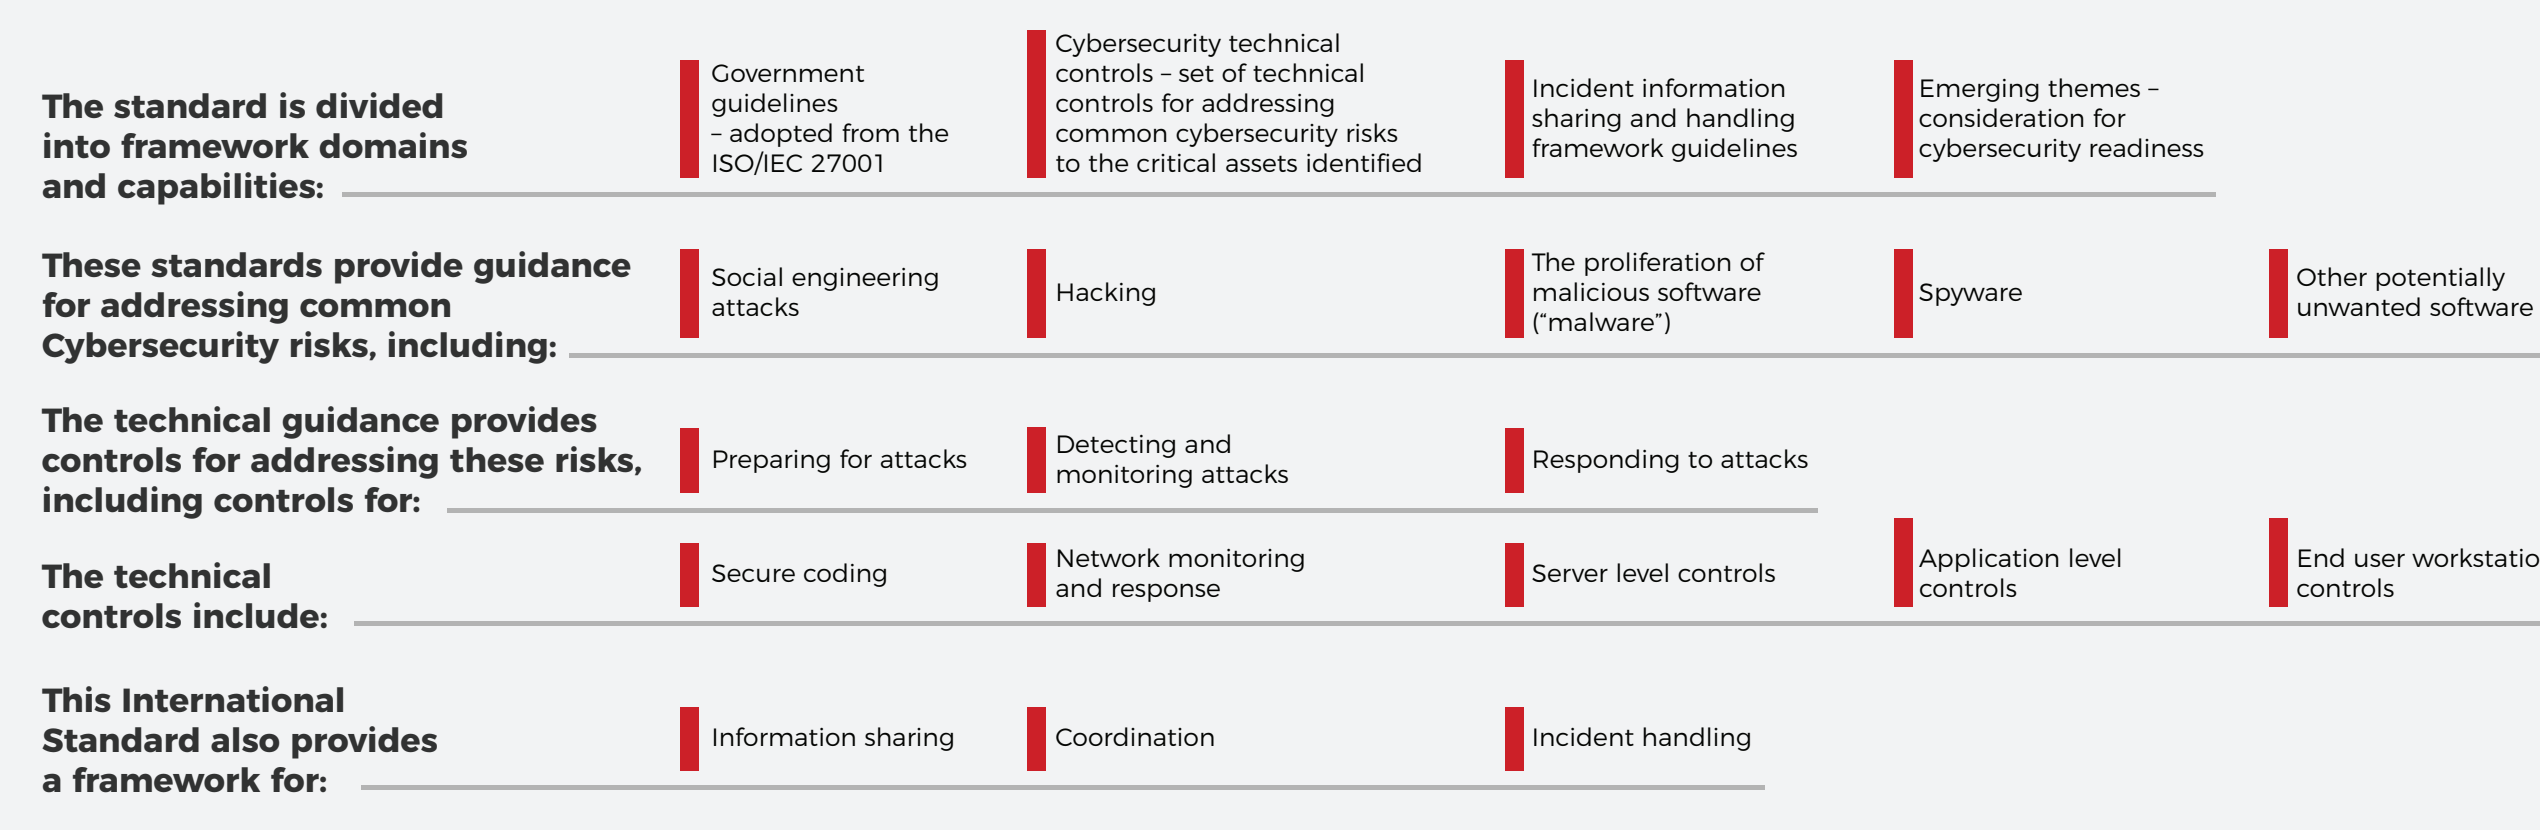 The standard is divided
into framework domains
and capabilities:
Government
guidelines
– adopted from the
ISO/IEC 27001
Cybersecurity technical
controls – set of technical
controls for addressing
common cybersecurity risks
to the critical assets identified
Incident information
sharing and handling
framework guidelines
Emerging themes –
consideration for
cybersecurity readiness
These standards provide guidance
for addressing common
Cybersecurity risks, including:
Social engineering
attacks
Hacking
The proliferation of
malicious software
(“malware”)
Spyware
Other potentially
unwanted software
The technical guidance provides
controls for addressing these risks,
including controls for:
Preparing for attacks
Detecting and
monitoring attacks
Responding to attacks
The technical
controls include:
Secure coding
Network monitoring
and response
Server level controls
Application level
controls
End user workstatio
controls
This International
Standard also provides
a framework for:
Information sharing
Coordination
Incident handling